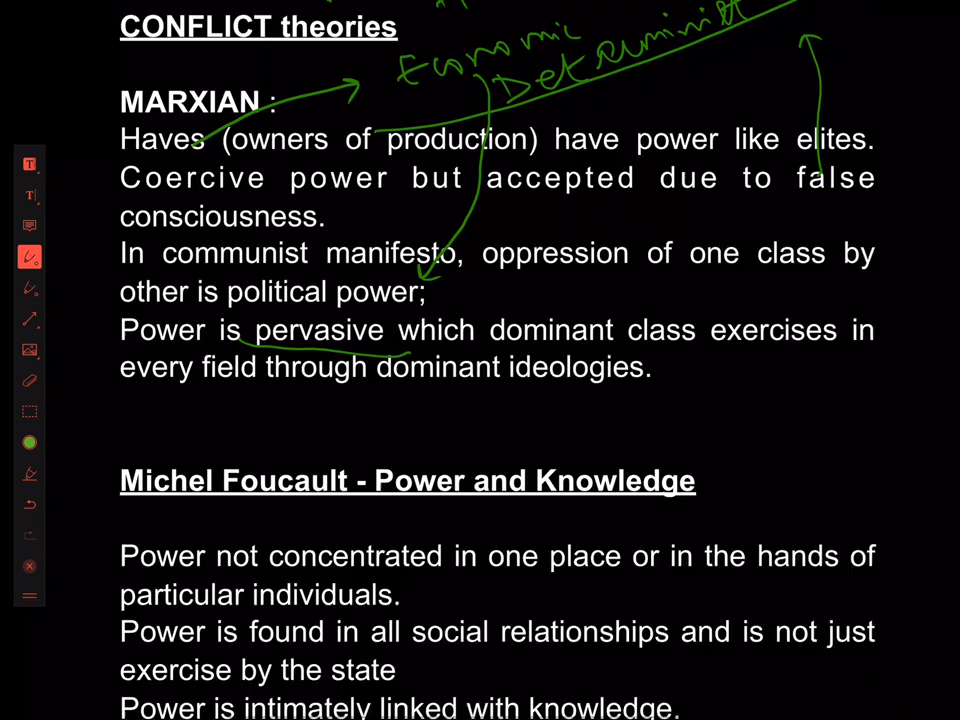 CONFLICT theories
Economic
Determinist
MARXIAN :
Haves (owners of production) have power like elites.
Coercive power but accepted due to false
consciousness.
In communist manifesto, oppression of one class by
other is political power;
Power is pervasive which dominant class exercises in
every field through dominant ideologies.
Michel Foucault - Power and Knowledge
Power not concentrated in one place or in the hands of
particular individuals.
Power is found in all social relationships and is not just
exercise by the state
Power is intimately linked with knowledge.